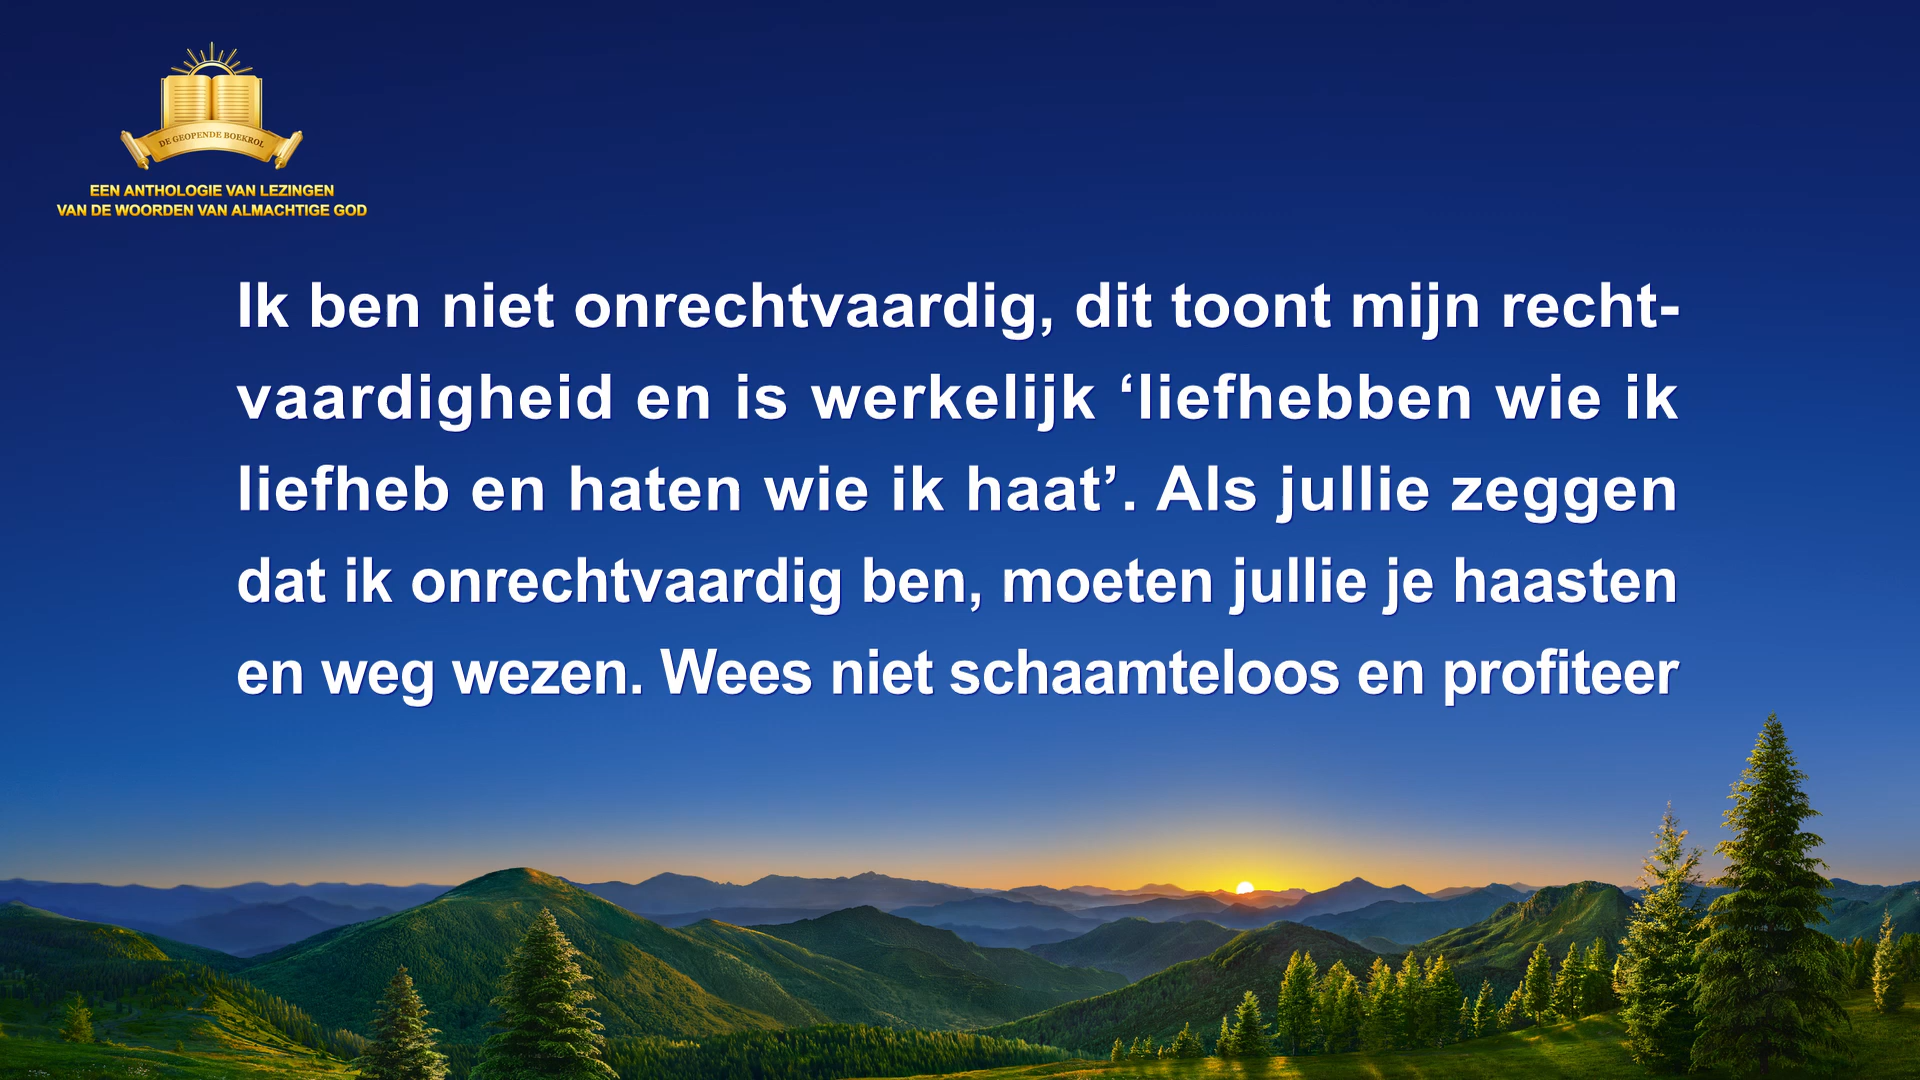 DE GEOPENDE BOEKROL
EEN ANTHOLOGIE VAN LEZINGEN
VAN DE WOORDEN VAN ALMACHTIGE GOD
Ik ben niet onrechtvaardig, dit toont mijn recht-
vaardigheid en is werkelijk ‘liefhebben wie ik
liefheb en haten wie ik haat’. Als jullie zeggen
dat ik onrechtvaardig ben, moeten jullie je haasten
en weg wezen. Wees niet schaamteloos en profiteer